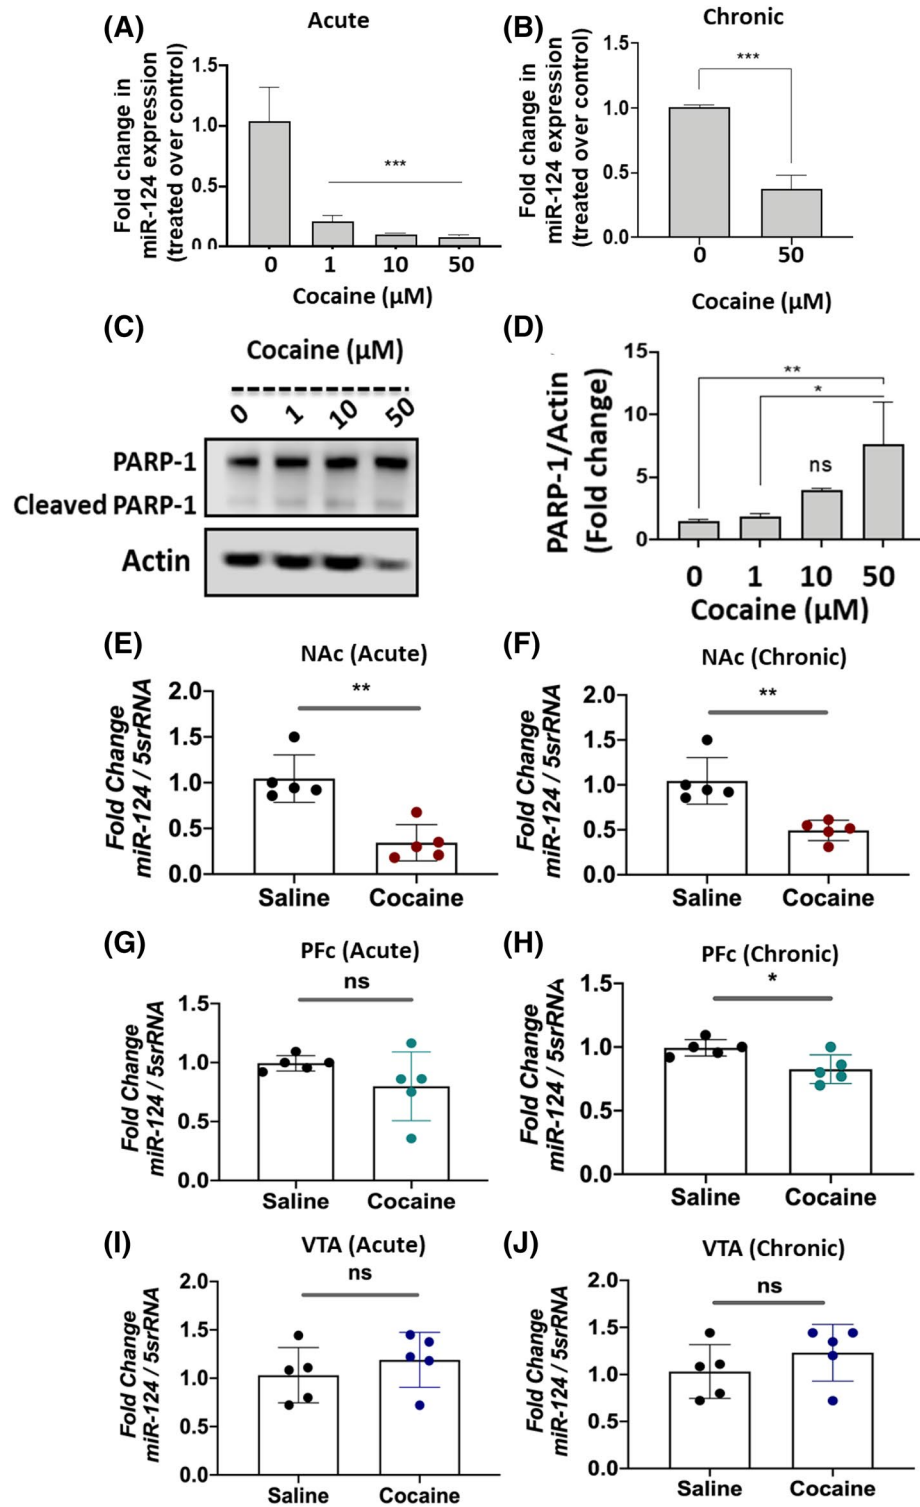 (A)
Acute
Fold change in
miR-124 expression
(treated over control)
1.5
1.0
0.5
0.0
***
0 1 10 50
Cocaine (µM)
(B)
Chronic
Fold change in
miR-124 expression
(treated over control)
1.5
1.0
0.5
0.0
***
0 50
Cocaine (µM)
(C)
Cocaine (µM)
0 1 10 50
PARP-1
Cleaved PARP-1
Actin
(D)
PARP-1/Actin
(Fold change)
15
10
5
0
**
*
ns
0 1 10 50
Cocaine (µM)
(E)
NAc (Acute)
Fold Change
miR-124 / 5srRNA
2.0
1.5
1.0
0.5
0.0
**
Saline Cocaine
(F)
NAc (Chronic)
Fold Change
miR-124 / 5srRNA
2.0
1.5
1.0
0.5
0.0
**
Saline Cocaine
(G)
PFc (Acute)
ns
Fold Change
miR-124 / 5srRNA
1.5
1.0
0.5
0.0
Saline Cocaine
(H)
PFc (Chronic)
*
Fold Change
miR-124 / 5srRNA
1.5
1.0
0.5
0.0
Saline Cocaine
(I)
VTA (Acute)
ns
Fold Change
miR-124 / 5srRNA
2.0
1.5
1.0
0.5
0.0
Saline Cocaine
(J)
VTA (Chronic)
ns
Fold Change
miR-124 / 5srRNA
2.0
1.5
1.0
0.5
0.0
Saline Cocaine